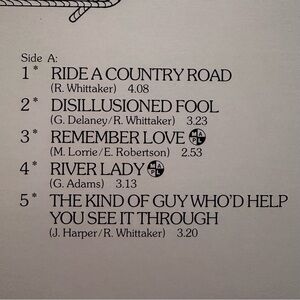 Side A:
1* RIDE A COUNTRY ROAD
(R. Whittaker) 4.08
2* DISILLUSIONED FOOL
(G. Delaney/R. Whittaker) 3.23
3* REMEMBER LOVE
(M. Lorrie/E. Robertson) 2.53
4* RIVER LADY
(G. Adams) 3.13
5* THE KIND OF GUY WHO'D HELP
YOU SEE IT THROUGH
(J. Harper/R. Whittaker) 3.20